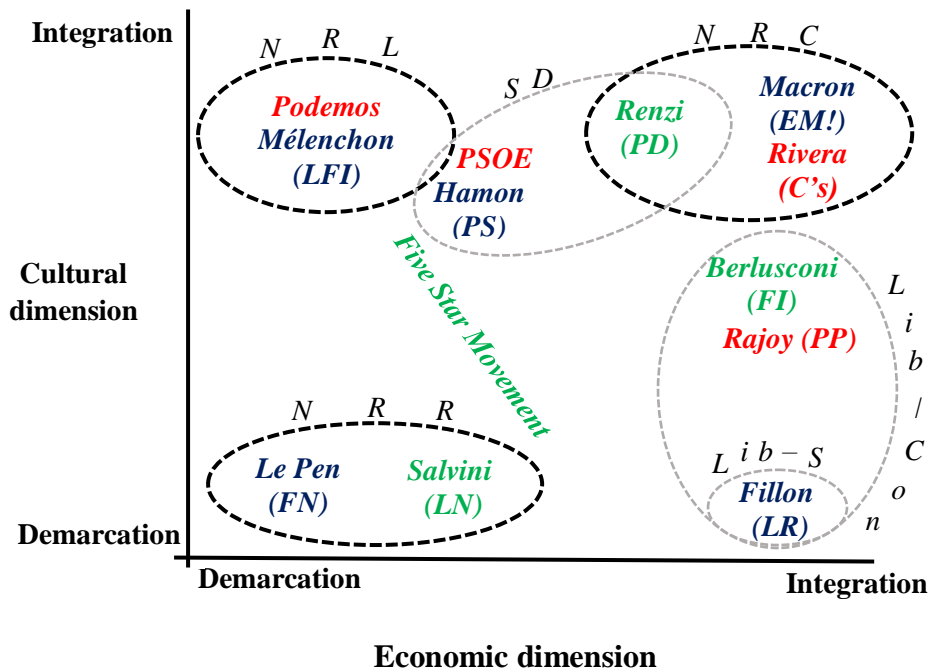 Integration
N R L
N R C
S D
Podemos
Mélenchon
(LFI)
PSOE
Hamon
(PS)
Renzi
(PD)
Macron
(EM!)
Rivera
(C’s)
Cultural
dimension
Five Star Movement
Berlusconi
(FI)
Rajoy (PP)
L i b / C o n
N R R
Le Pen
(FN)
Salvini
(LN)
L i b – S
Fillon
(LR)
Demarcation
Demarcation
Integration
Economic dimension